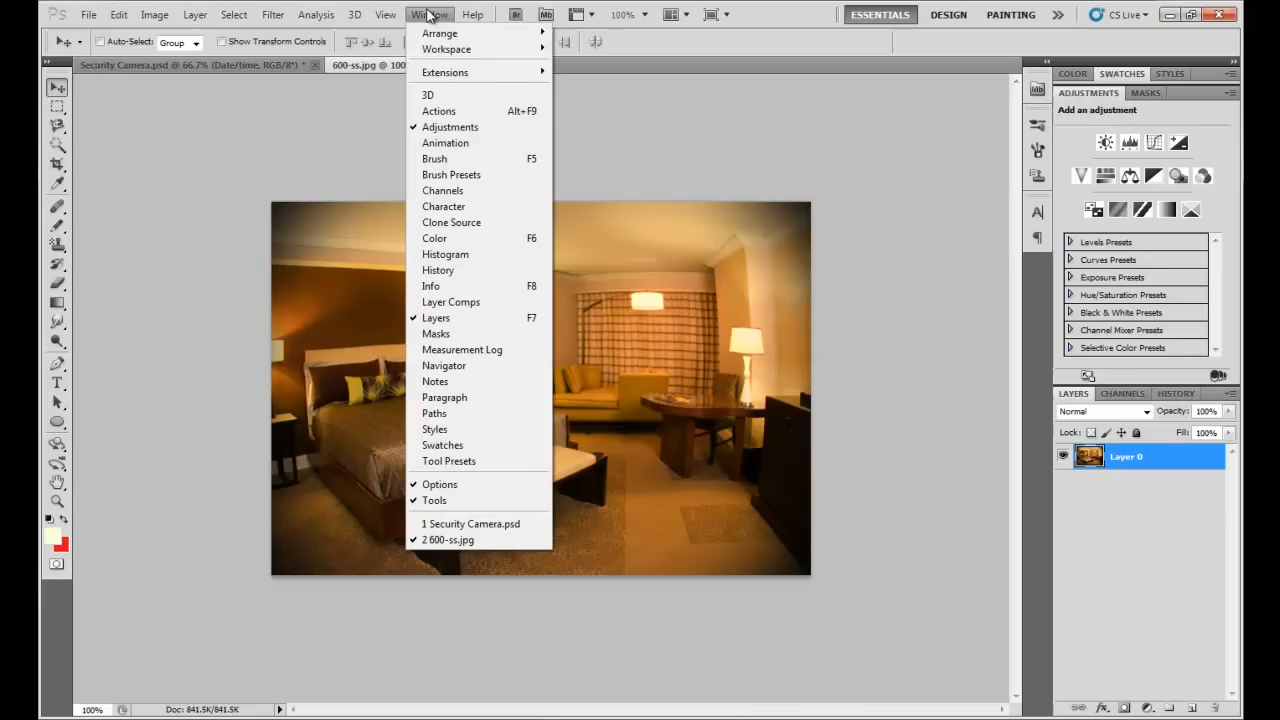 Ps File Edit Image Layer Select Filter Analysis 3D View Window Help Br Mb 100% ESSENTIALS DESIGN PAINTING CS Live
Auto-Select: Group Show Transform Controls
Security Camera.psd @ 66.7% (Date/time, RGB/8*) * 600-ss.jpg @ 100
Arrange
Workspace
Extensions
3D
Actions Alt+F9
Adjustments
Animation
Brush F5
Brush Presets
Channels
Character
Clone Source
Color F6
Histogram
History
Info F8
Layer Comps
Layers F7
Masks
Measurement Log
Navigator
Notes
Paragraph
Paths
Styles
Swatches
Tool Presets
Options
Tools
1 Security Camera.psd
2 600-ss.jpg
COLOR SWATCHES STYLES
ADJUSTMENTS MASKS
Add an adjustment
Levels Presets
Curves Presets
Exposure Presets
Hue/Saturation Presets
Black & White Presets
Channel Mixer Presets
Selective Color Presets
LAYERS CHANNELS HISTORY
Normal Opacity: 100%
Lock: Fill: 100%
Layer 0
100% Doc: 841.5K/841.5K